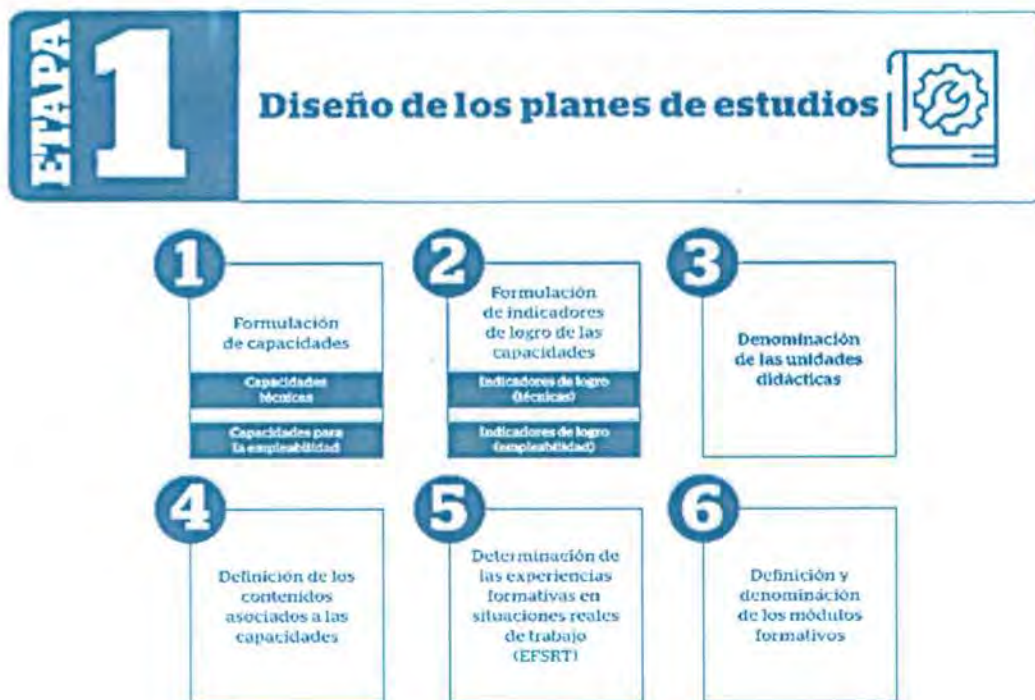 ETAPA
1
Diseño de los planes de estudios
1
Formulación
de capacidades
Capacidades
técnicas
Capacidades para
la empleabilidad
2
Formulación
de indicadores
de logro de las
capacidades
Indicadores de logro
(técnicas)
Indicadores de logro
(empleabilidad)
3
Denominación
de las unidades
didácticas
4
Definición de los
contenidos
asociados a las
capacidades
5
Determinación de
las experiencias
formativas en
situaciones reales
de trabajo
(EFSRT)
6
Definición y
denominación
de los módulos
formativos